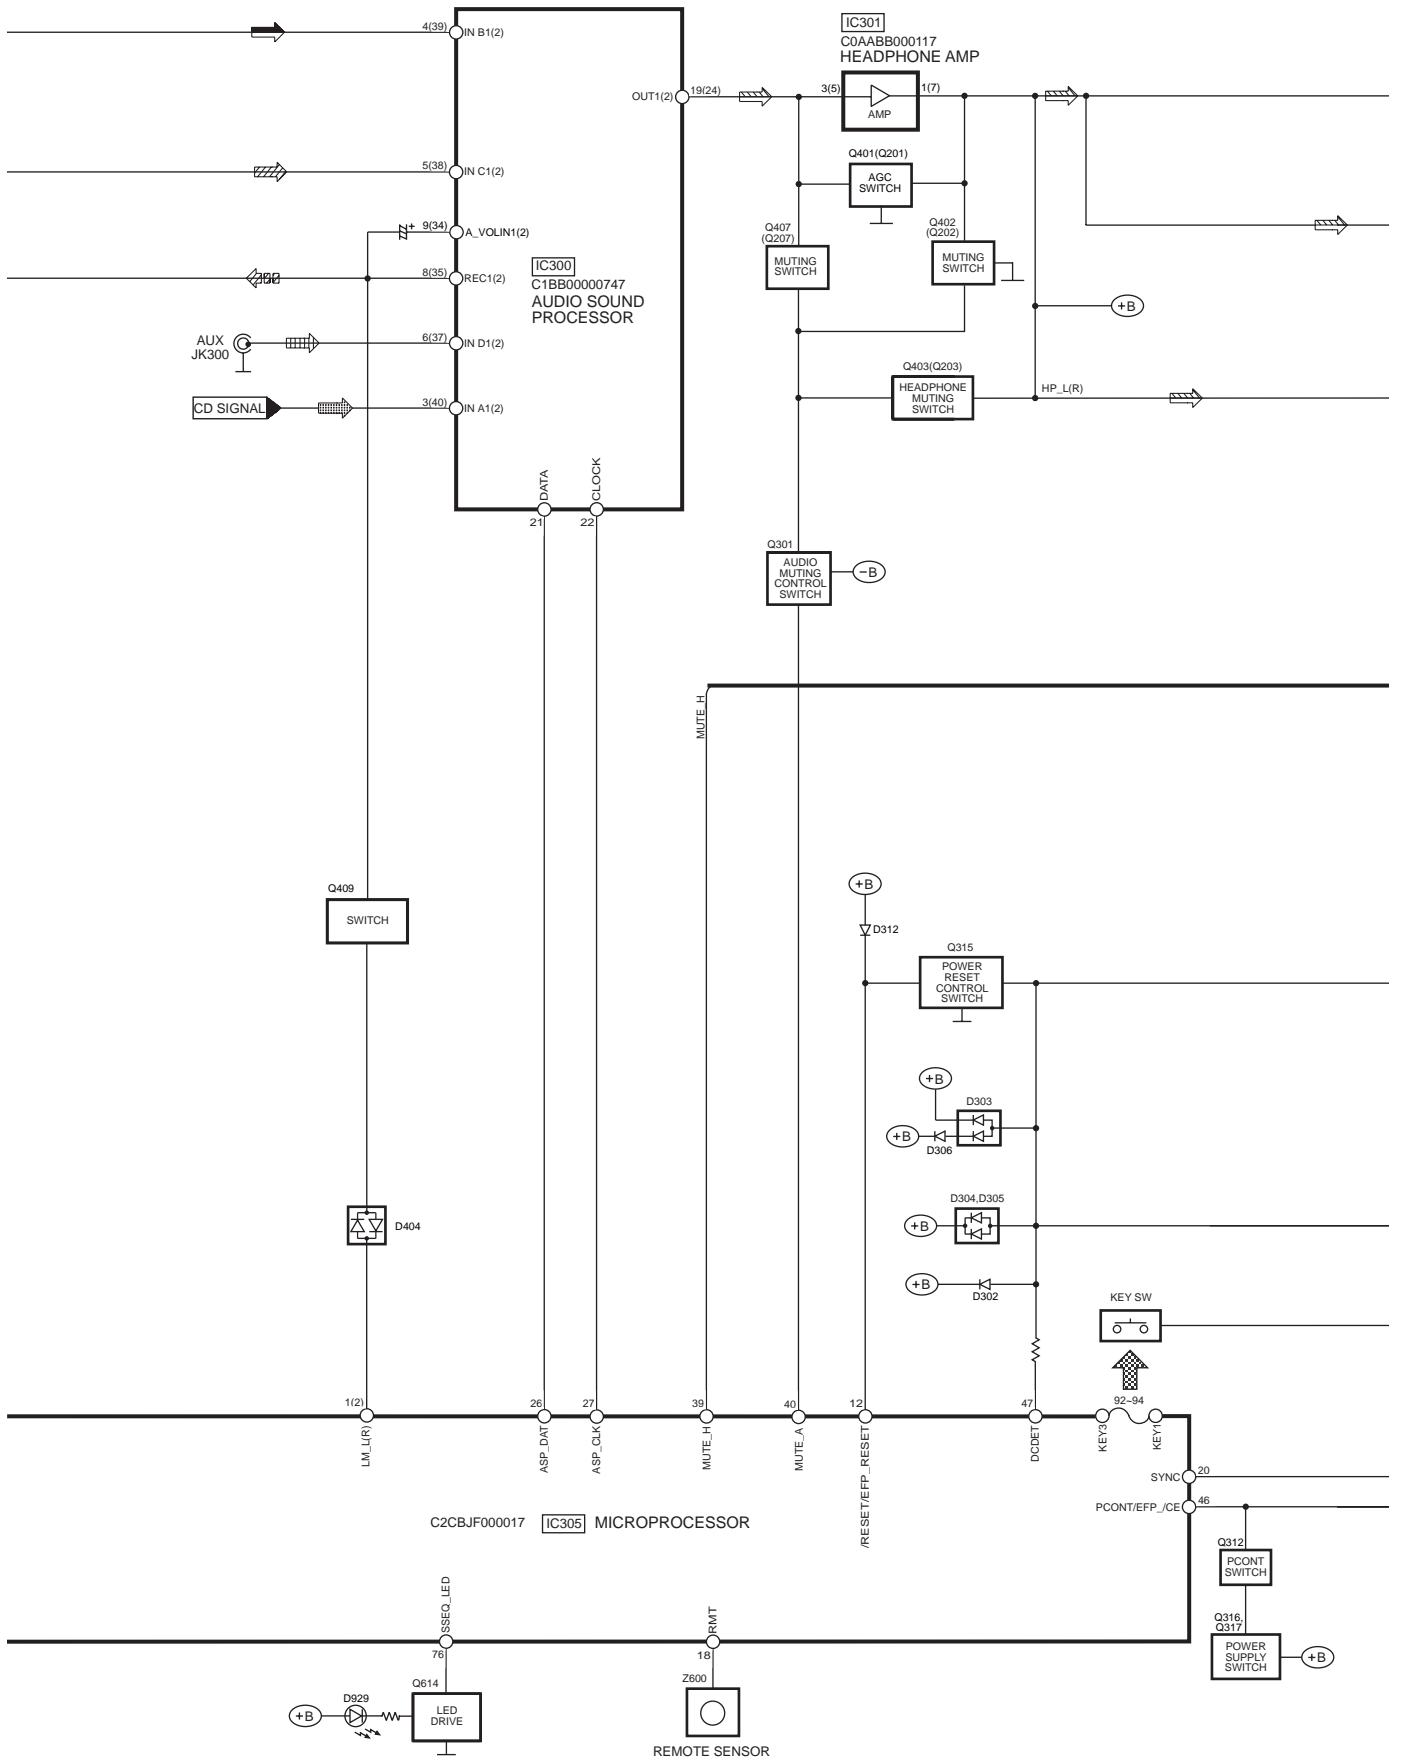 4(39)
IN B1(2)
IC301
C0AABB000117
HEADPHONE AMP
OUT1(2)
19(24)
3(5)
1(7)
AMP
5(38)
IN C1(2)
Q401(Q201)
AGC
SWITCH
9(34)
+
A_VOLIN1(2)
Q407
(Q207)
MUTING
SWITCH
Q402
(Q202)
MUTING
SWITCH
8(35)
REC1(2)
IC300
C1BB00000747
AUDIO SOUND
PROCESSOR
+B
AUX
JK300
6(37)
IN D1(2)
Q403(Q203)
HEADPHONE
MUTING
SWITCH
HP_L(R)
CD SIGNAL
3(40)
IN A1(2)
DATA
CLOCK
21
22
Q301
AUDIO
MUTING
CONTROL
SWITCH
−B
MUTE_H
Q409
SWITCH
+B
D312
Q315
POWER
RESET
CONTROL
SWITCH
+B
D303
+B
D306
D404
D304,D305
+B
+B
D302
KEY SW
92~94
1(2)
26
27
39
40
12
47
LM_L(R)
ASP_DAT
ASP_CLK
MUTE_H
MUTE_A
/RESET/EFP_RESET
DCDET
KEY3
KEY1
SYNC
20
PCONT/EFP_/CE
46
C2CBJF000017
IC305
MICROPROCESSOR
Q312
PCONT
SWITCH
Q316,
Q317
POWER
SUPPLY
SWITCH
+B
SSEQ_LED
RMT
76
18
Q614
LED
DRIVE
D929
+B
Z600
REMOTE SENSOR